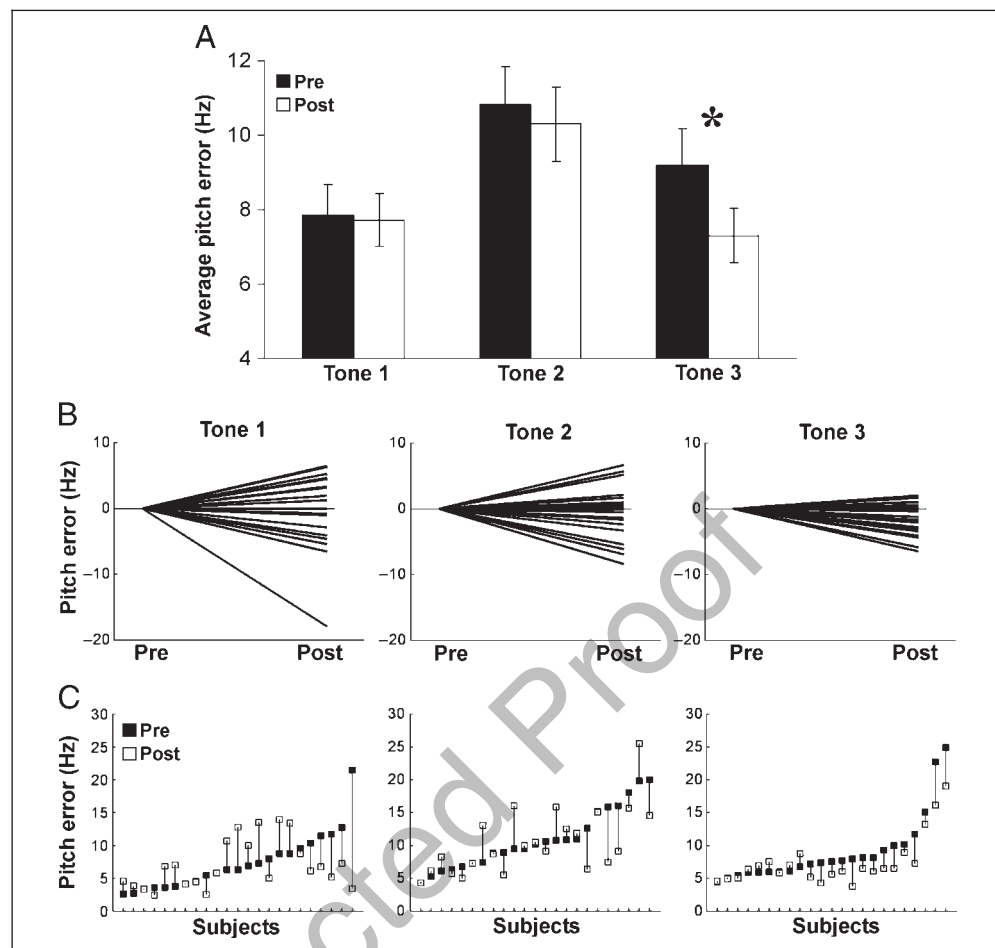 A
12
10
8
6
4
Average pitch error (Hz)
Pre
Post
*
Tone 1
Tone 2
Tone 3
B
Tone 1
Tone 2
Tone 3
10
0
−10
−20
Pitch error (Hz)
Pre
Post
Pre
Post
Pre
Post
10
0
−10
−20
10
0
−10
−20
C
30
25
20
15
10
5
0
Pitch error (Hz)
Pre
Post
Subjects
30
25
20
15
10
5
0
Subjects
30
25
20
15
10
5
0
Subjects
cted Proof